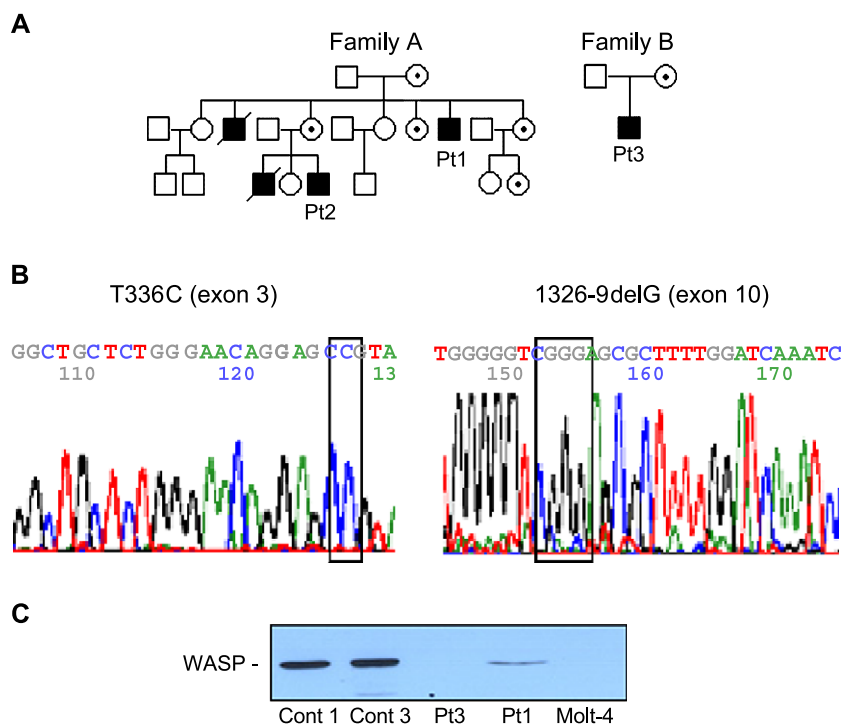 A
Family A
Family B
Pt1
Pt3
Pt2
B
T336C (exon 3)
1326-9delG (exon 10)
GGCTGCTCTGGGAACAGGAGCCGTA
110 120 13
TGGGGGTCGGGAGCGCTTTTGGATCAAATC
150 160 170
C
WASP -
Cont 1 Cont 3 Pt3 Pt1 Molt-4